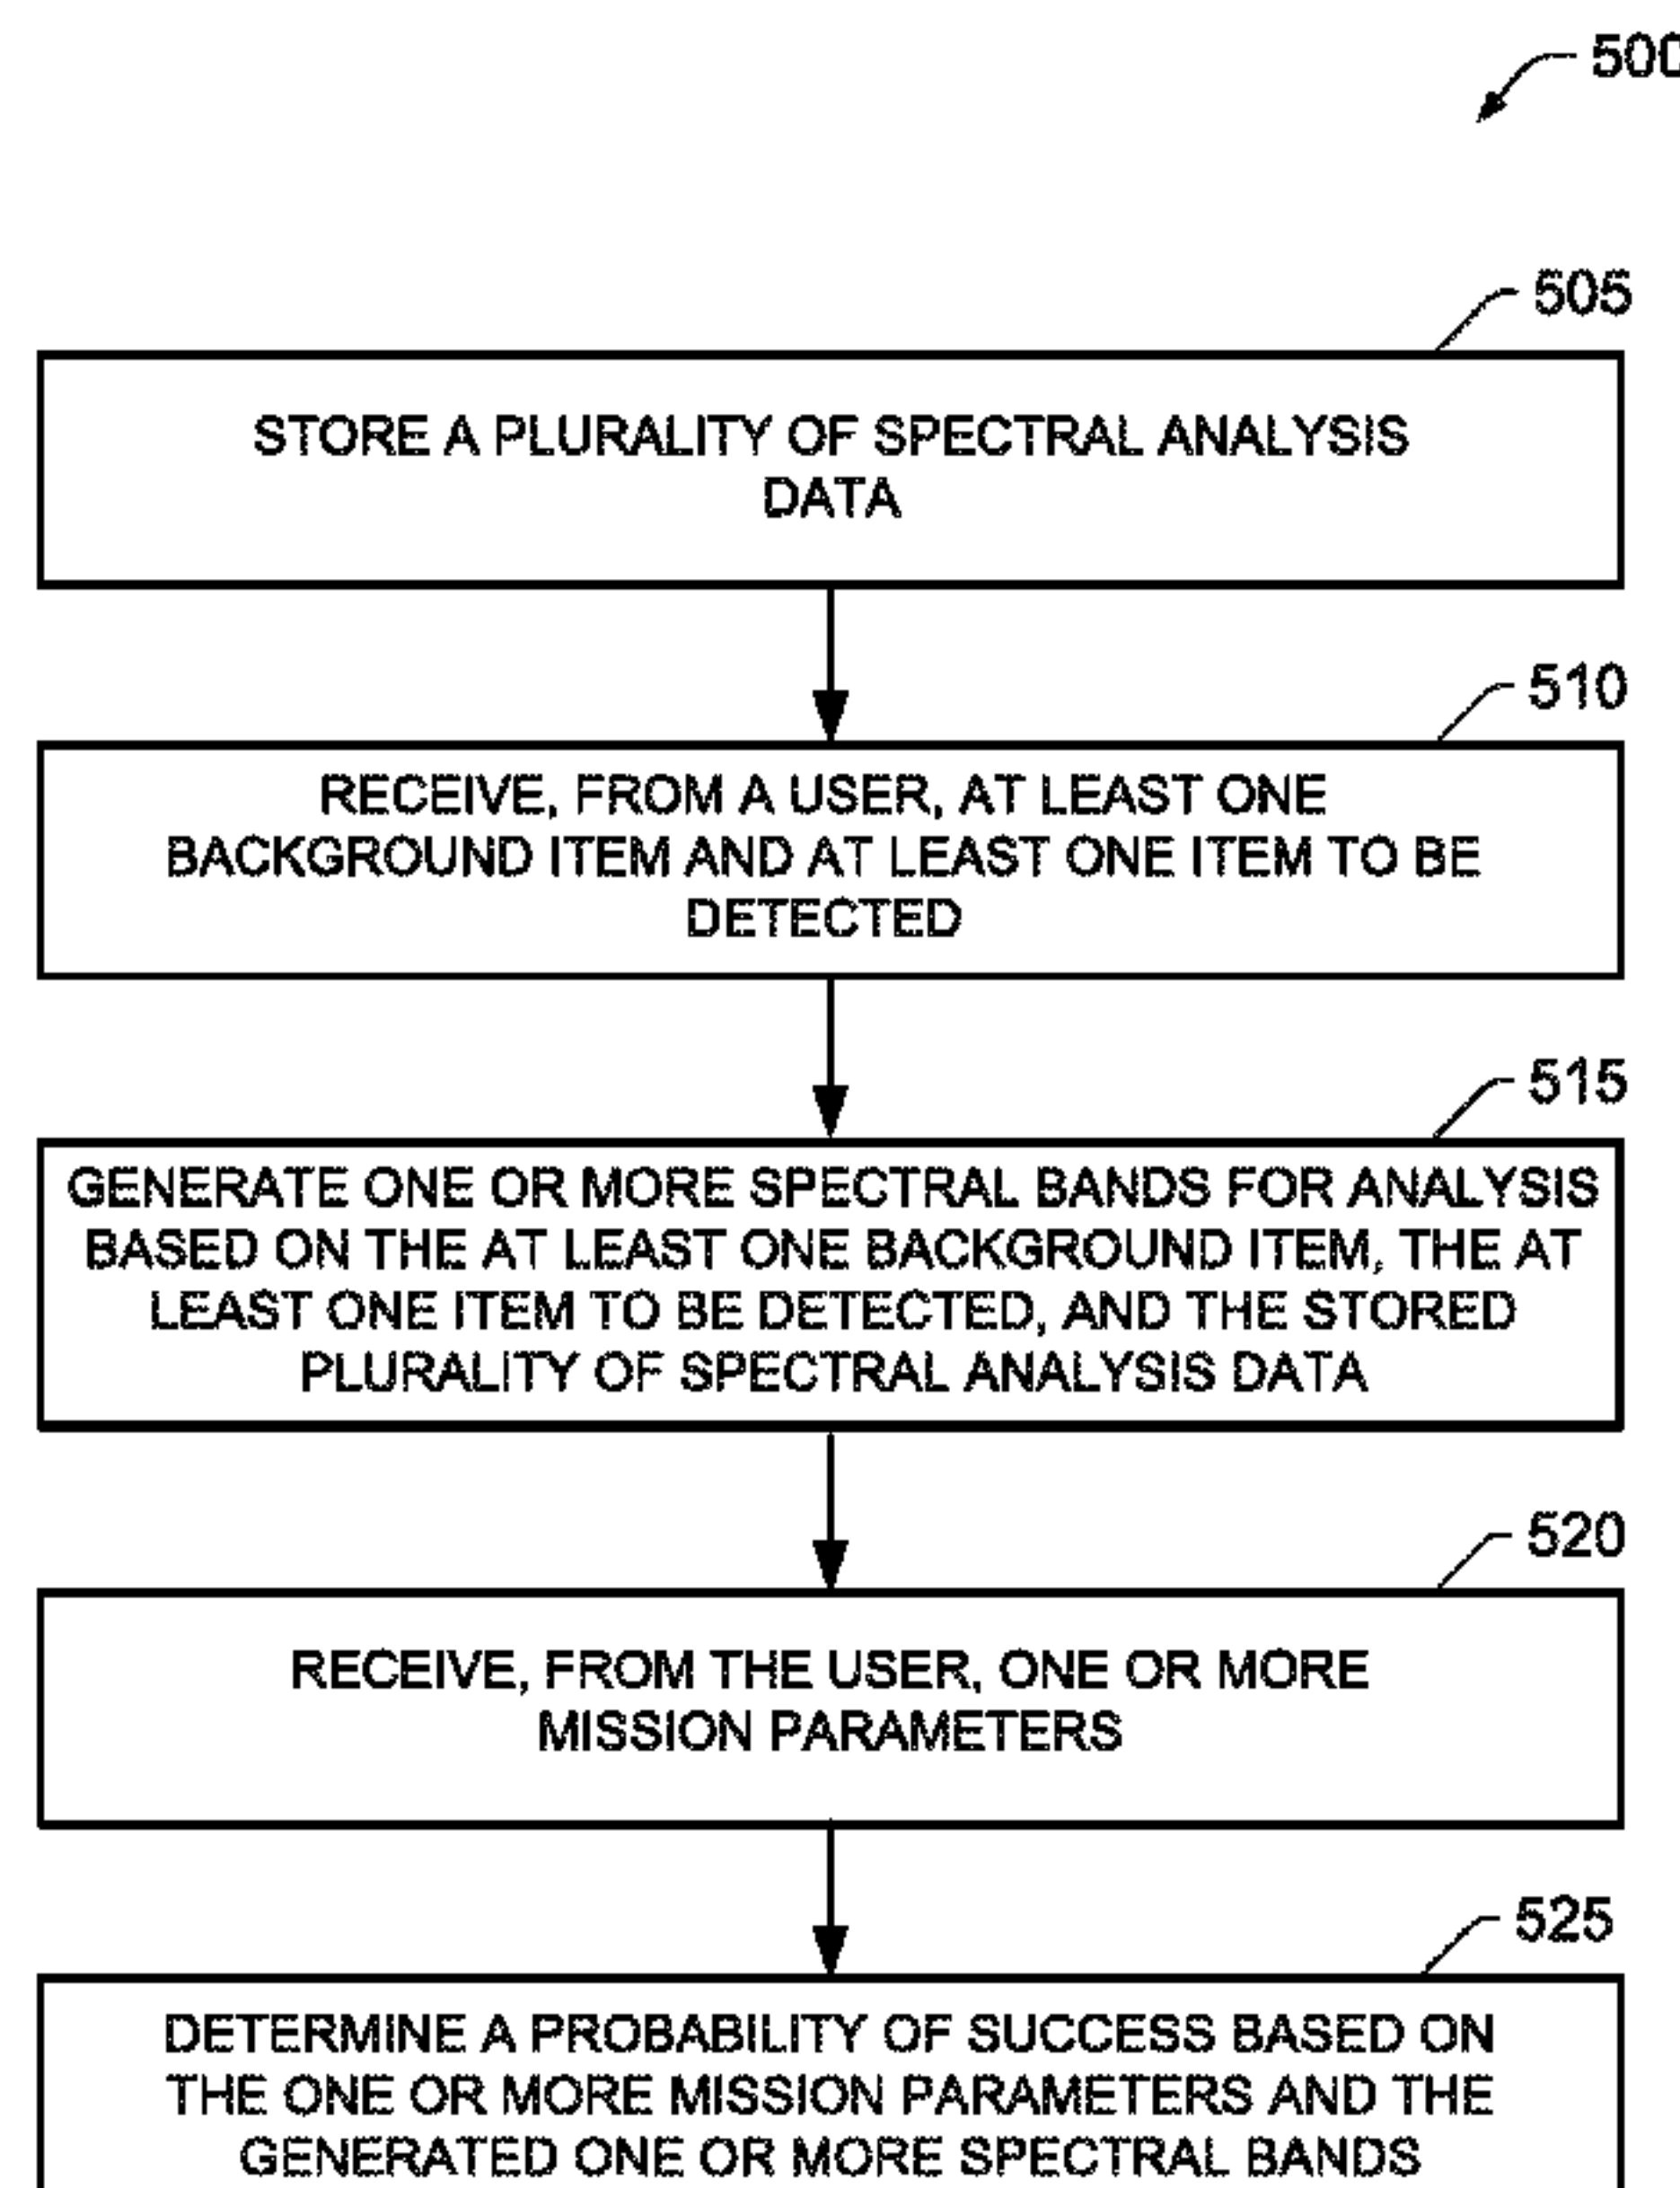 500
505
STORE A PLURALITY OF SPECTRAL ANALYSIS
DATA
510
RECEIVE, FROM A USER, AT LEAST ONE
BACKGROUND ITEM AND AT LEAST ONE ITEM TO BE
DETECTED
515
GENERATE ONE OR MORE SPECTRAL BANDS FOR ANALYSIS
BASED ON THE AT LEAST ONE BACKGROUND ITEM, THE AT
LEAST ONE ITEM TO BE DETECTED, AND THE STORED
PLURALITY OF SPECTRAL ANALYSIS DATA
520
RECEIVE, FROM THE USER, ONE OR MORE
MISSION PARAMETERS
525
DETERMINE A PROBABILITY OF SUCCESS BASED ON
THE ONE OR MORE MISSION PARAMETERS AND THE
GENERATED ONE OR MORE SPECTRAL BANDS